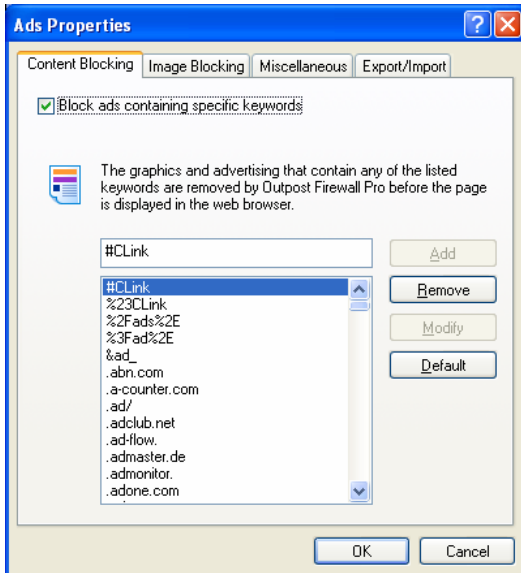 Ads Properties
Content Blocking
Image Blocking
Miscellaneous
Export/Import
Block ads containing specific keywords
The graphics and advertising that contain any of the listed
keywords are removed by Outpost Firewall Pro before the page
is displayed in the web browser.
#CLink
Add
#CLink
Remove
%23CLink
%2Fads%2E
%3Fad%2E
Modify
&ad_
.abn.com
Default
.a-counter.com
.ad/
.adclub.net
.ad-flow.
.admaster.de
.admonitor.
.adone.com
OK
Cancel